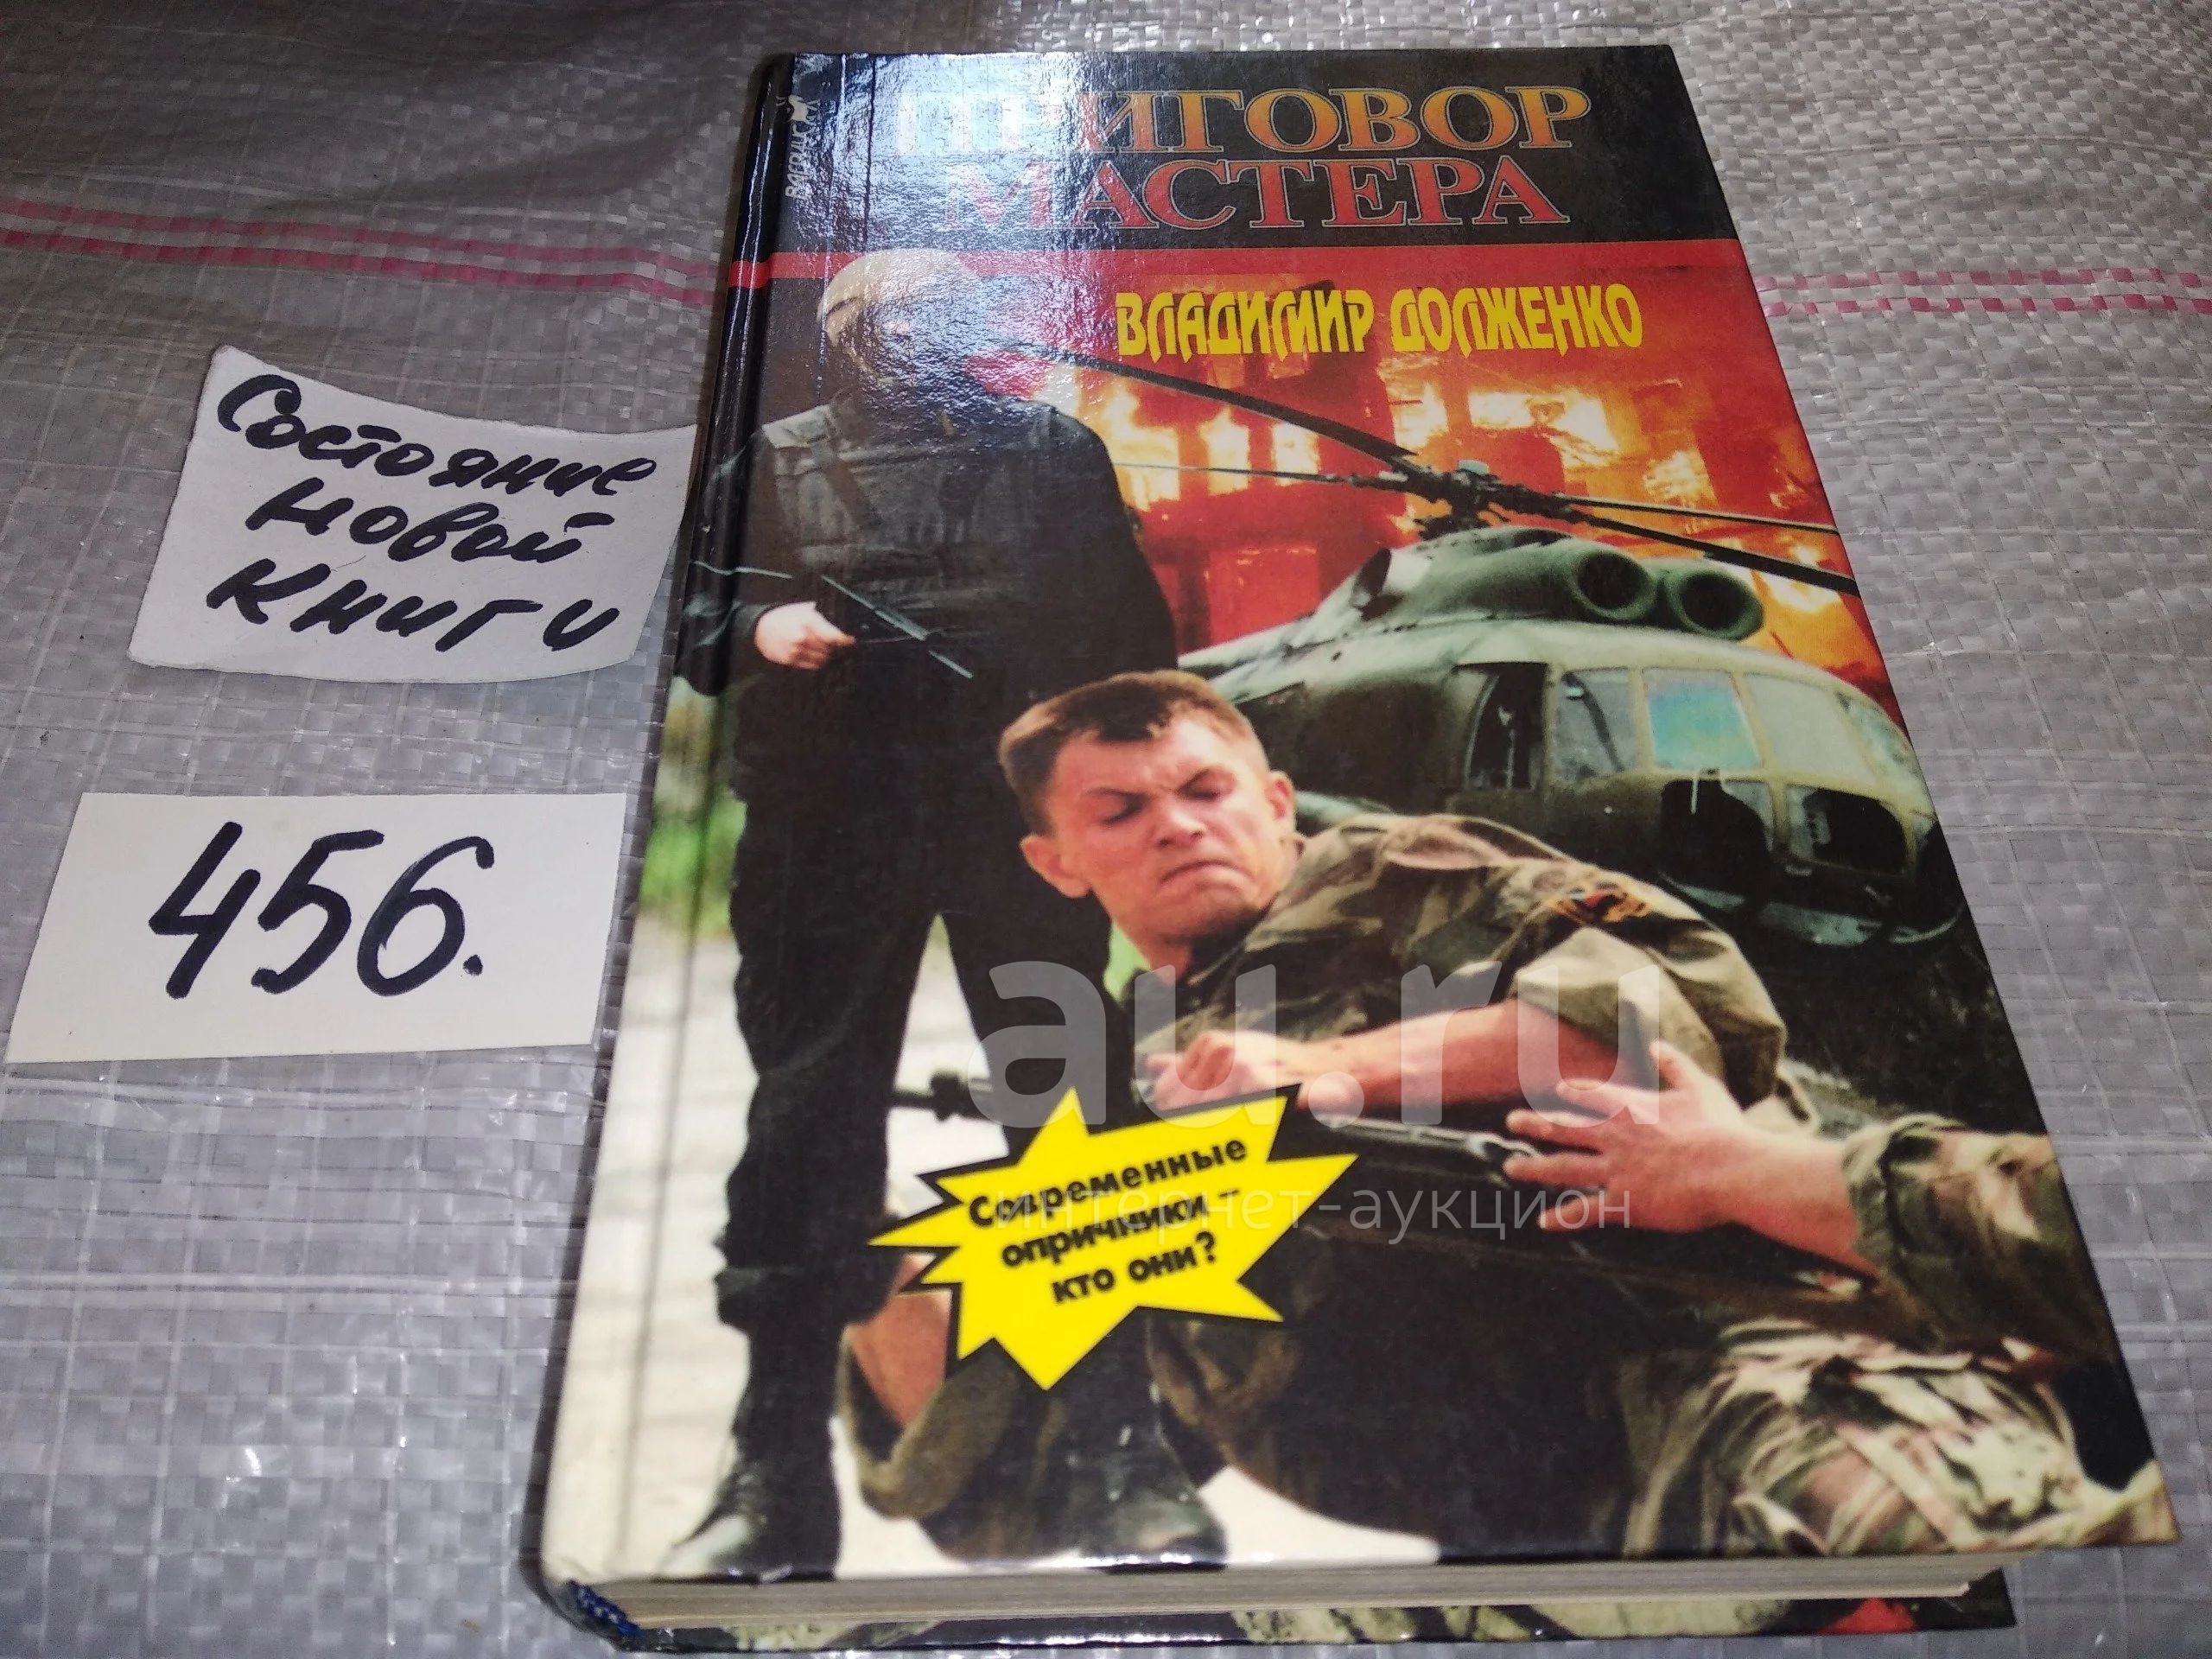 ПРИГОВОР
МАСТЕРА
ВЛАДИМИР ДОЛЖЕНКО
Состояние
новой
книги
456.
Современные
опричники –
кто они?
au.ru
интернет-аукцион